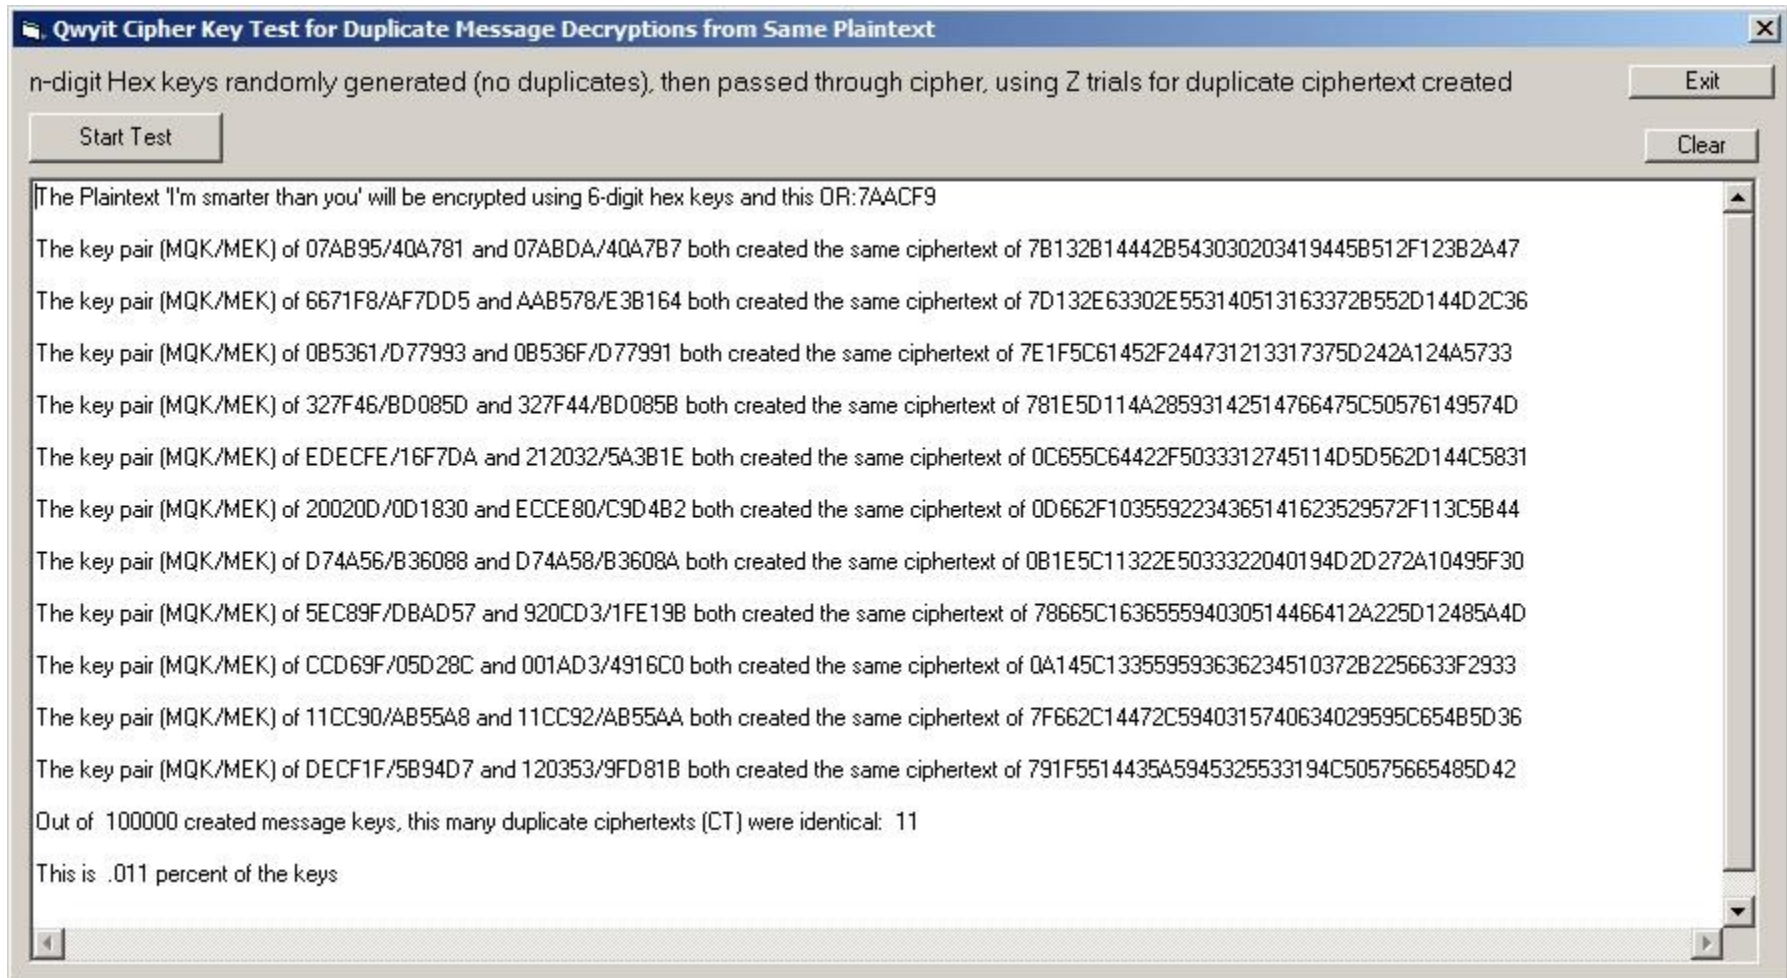 Qwyit Cipher Key Test for Duplicate Message Decryptions from Same Plaintext
n-digit Hex keys randomly generated (no duplicates), then passed through cipher, using Z trials for duplicate ciphertext created
Exit
Start Test
Clear
The Plaintext 'I'm smarter than you' will be encrypted using 6-digit hex keys and this OR:7AACF9
The key pair (MQK/MEK) of 07AB95/40A781 and 07ABDA/40A7B7 both created the same ciphertext of 7B132B14442B543030203419445B512F123B2A47
The key pair (MQK/MEK) of 6671F8/AF7DD5 and AAB578/E3B164 both created the same ciphertext of 7D132E63302E553140513163372B552D144D2C36
The key pair (MQK/MEK) of 0B5361/D77993 and 0B536F/D77991 both created the same ciphertext of 7E1F5C61452F244731213317375D242A124A5733
The key pair (MQK/MEK) of 327F46/BD085D and 327F44/BD085B both created the same ciphertext of 781E5D114A28593142514766475C50576149574D
The key pair (MQK/MEK) of EDECFE/16F7DA and 212032/5A3B1E both created the same ciphertext of 0C655C64422F5033312745114D5D562D144C5831
The key pair (MQK/MEK) of 20020D/0D1830 and ECCE80/C9D4B2 both created the same ciphertext of 0D662F1035592234365141623529572F113C5B44
The key pair (MQK/MEK) of D74A56/B36088 and D74A58/B3608A both created the same ciphertext of 0B1E5C11322E5033322040194D2D272A10495F30
The key pair (MQK/MEK) of 5EC89F/DBAD57 and 920CD3/1FE19B both created the same ciphertext of 78665C163655594030514466412A225D12485A4D
The key pair (MQK/MEK) of CCD69F/05D28C and 001AD3/4916C0 both created the same ciphertext of 0A145C133559593636234510372B2256633F2933
The key pair (MQK/MEK) of 11CC90/AB55A8 and 11CC92/AB55AA both created the same ciphertext of 7F662C14472C5940315740634029595C654B5D36
The key pair (MQK/MEK) of DECF1F/5B94D7 and 120353/9FD81B both created the same ciphertext of 791F5514435A5945325533194C50575665485D42
Out of  100000 created message keys, this many duplicate ciphertexts (CT) were identical:  11
This is  .011 percent of the keys